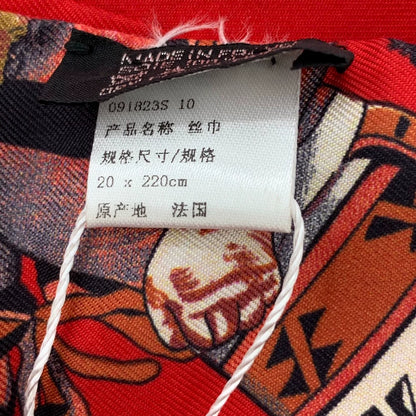 MADE IN FRANCE
091823S 10
产品名称 丝巾
规格尺寸/规格
20 x 220cm
原产地 法国